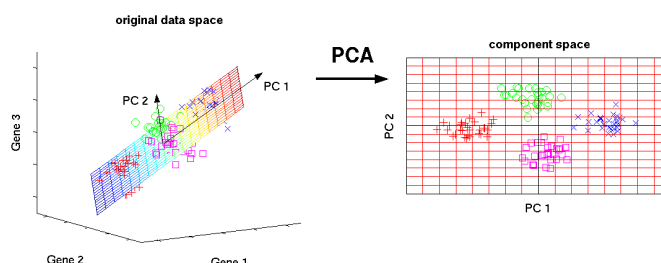 original data space
component space
PCA
PC 1
PC 2
Gene 3
Gene 2
Gene 1
PC 2
PC 1